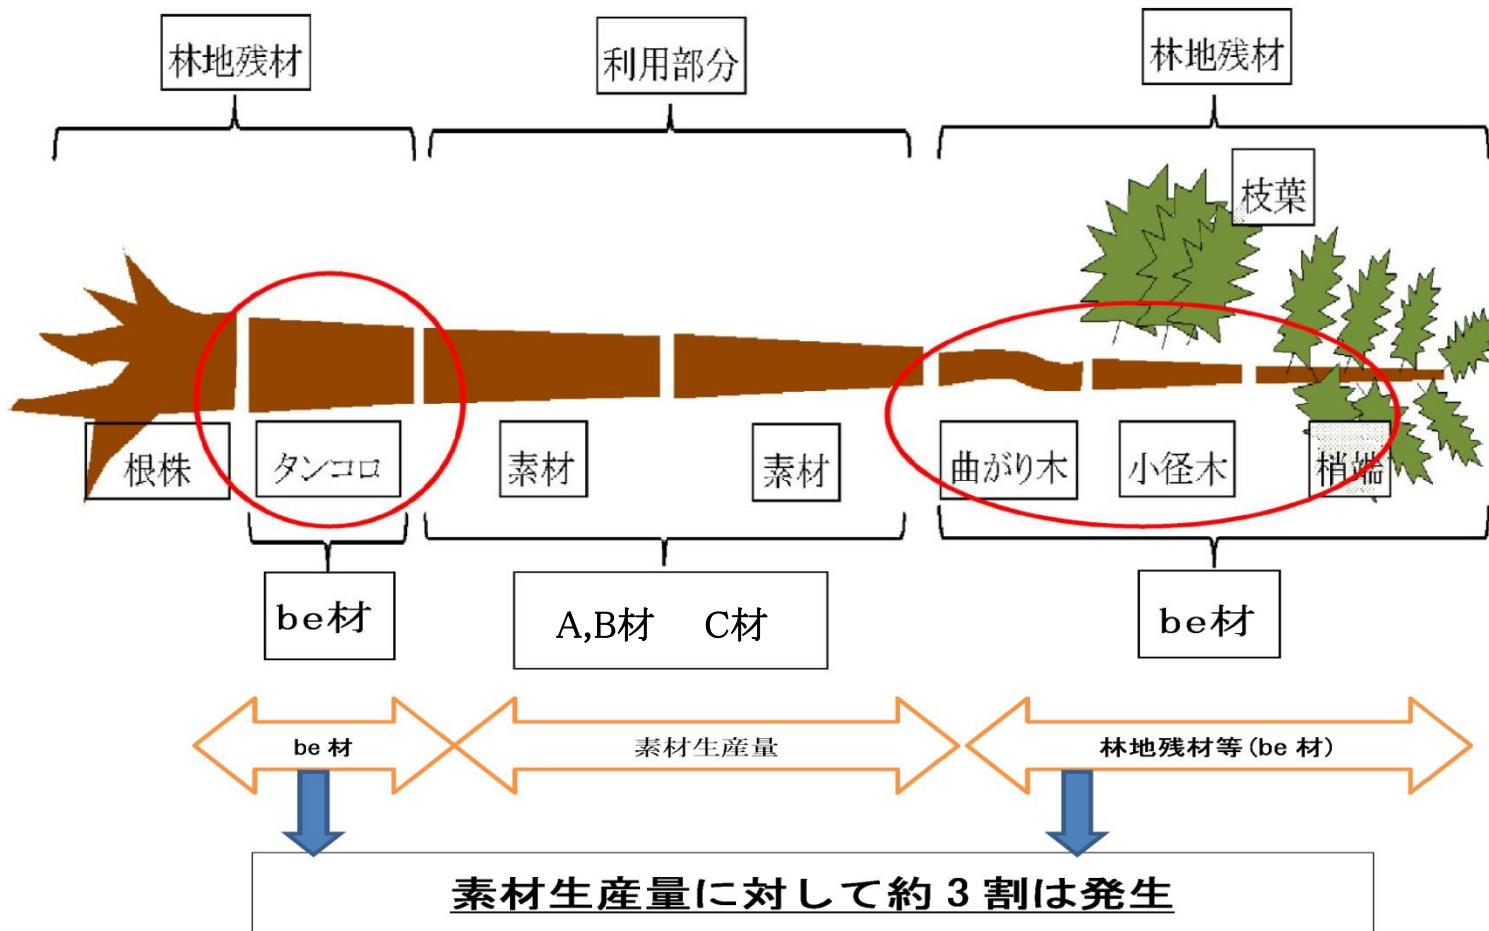 林地残材
利用部分
林地残材
枝葉
根株
タンコロ
素材
素材
曲がり木
小径木
梢端
be材
A,B材 C材
be材
be 材
素材生産量
林地残材等(be 材)
素材生産量に対して約3割は発生